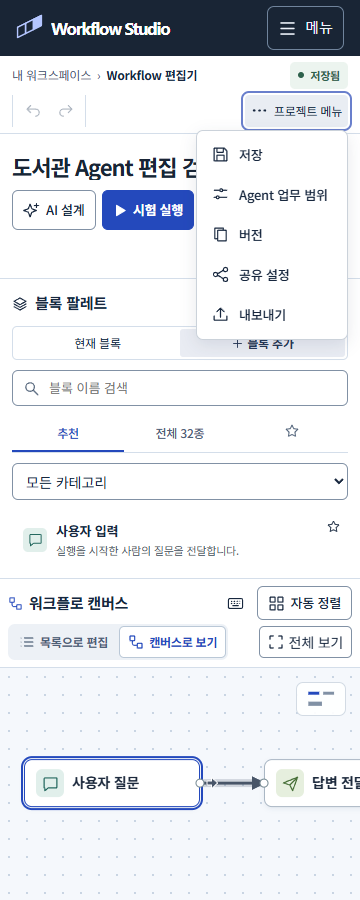 Workflow Studio
메뉴
내 워크스페이스 › Workflow 편집기
저장됨
프로젝트 메뉴
저장
Agent 업무 범위
버전
공유 설정
내보내기
도서관 Agent 편집
AI 설계
시험 실행
블록 팔레트
현재 블록
+ 블록 추가
블록 이름 검색
추천
전체 32종
모든 카테고리
사용자 입력
실행을 시작한 사람의 질문을 전달합니다.
워크플로 캔버스
자동 정렬
목록으로 편집
캔버스로 보기
전체 보기
사용자 질문
답변 전달